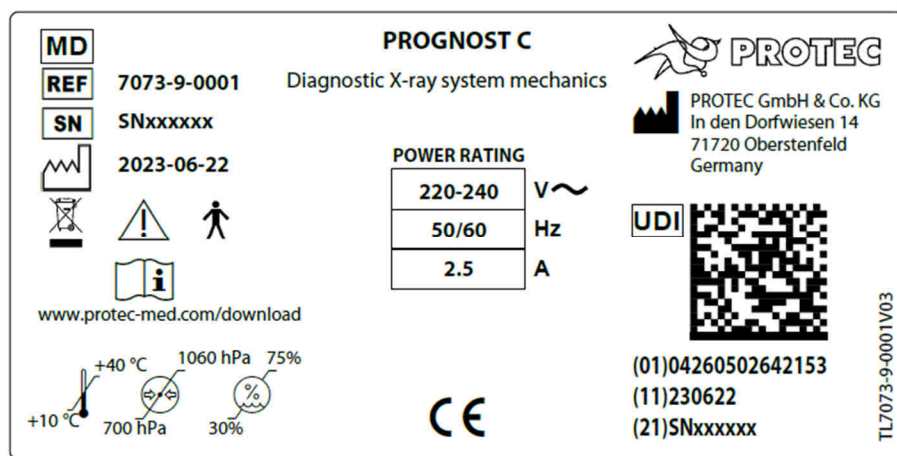 MD
REF 7073-9-0001
SN SNxxxxxx
2023-06-22
www.protec-med.com/download
+40 °C
+10 °C
1060 hPa
700 hPa
75%
%
30%
PROGNOST C
Diagnostic X-ray system mechanics
POWER RATING
220-240 V
50/60 Hz
2.5 A
CE
PROTEC
PROTEC GmbH & Co. KG
In den Dorfwiesen 14
71720 Oberstenfeld
Germany
UDI
(01)04260502642153
(11)230622
(21)SNxxxxxx
TL7073-9-0001V03